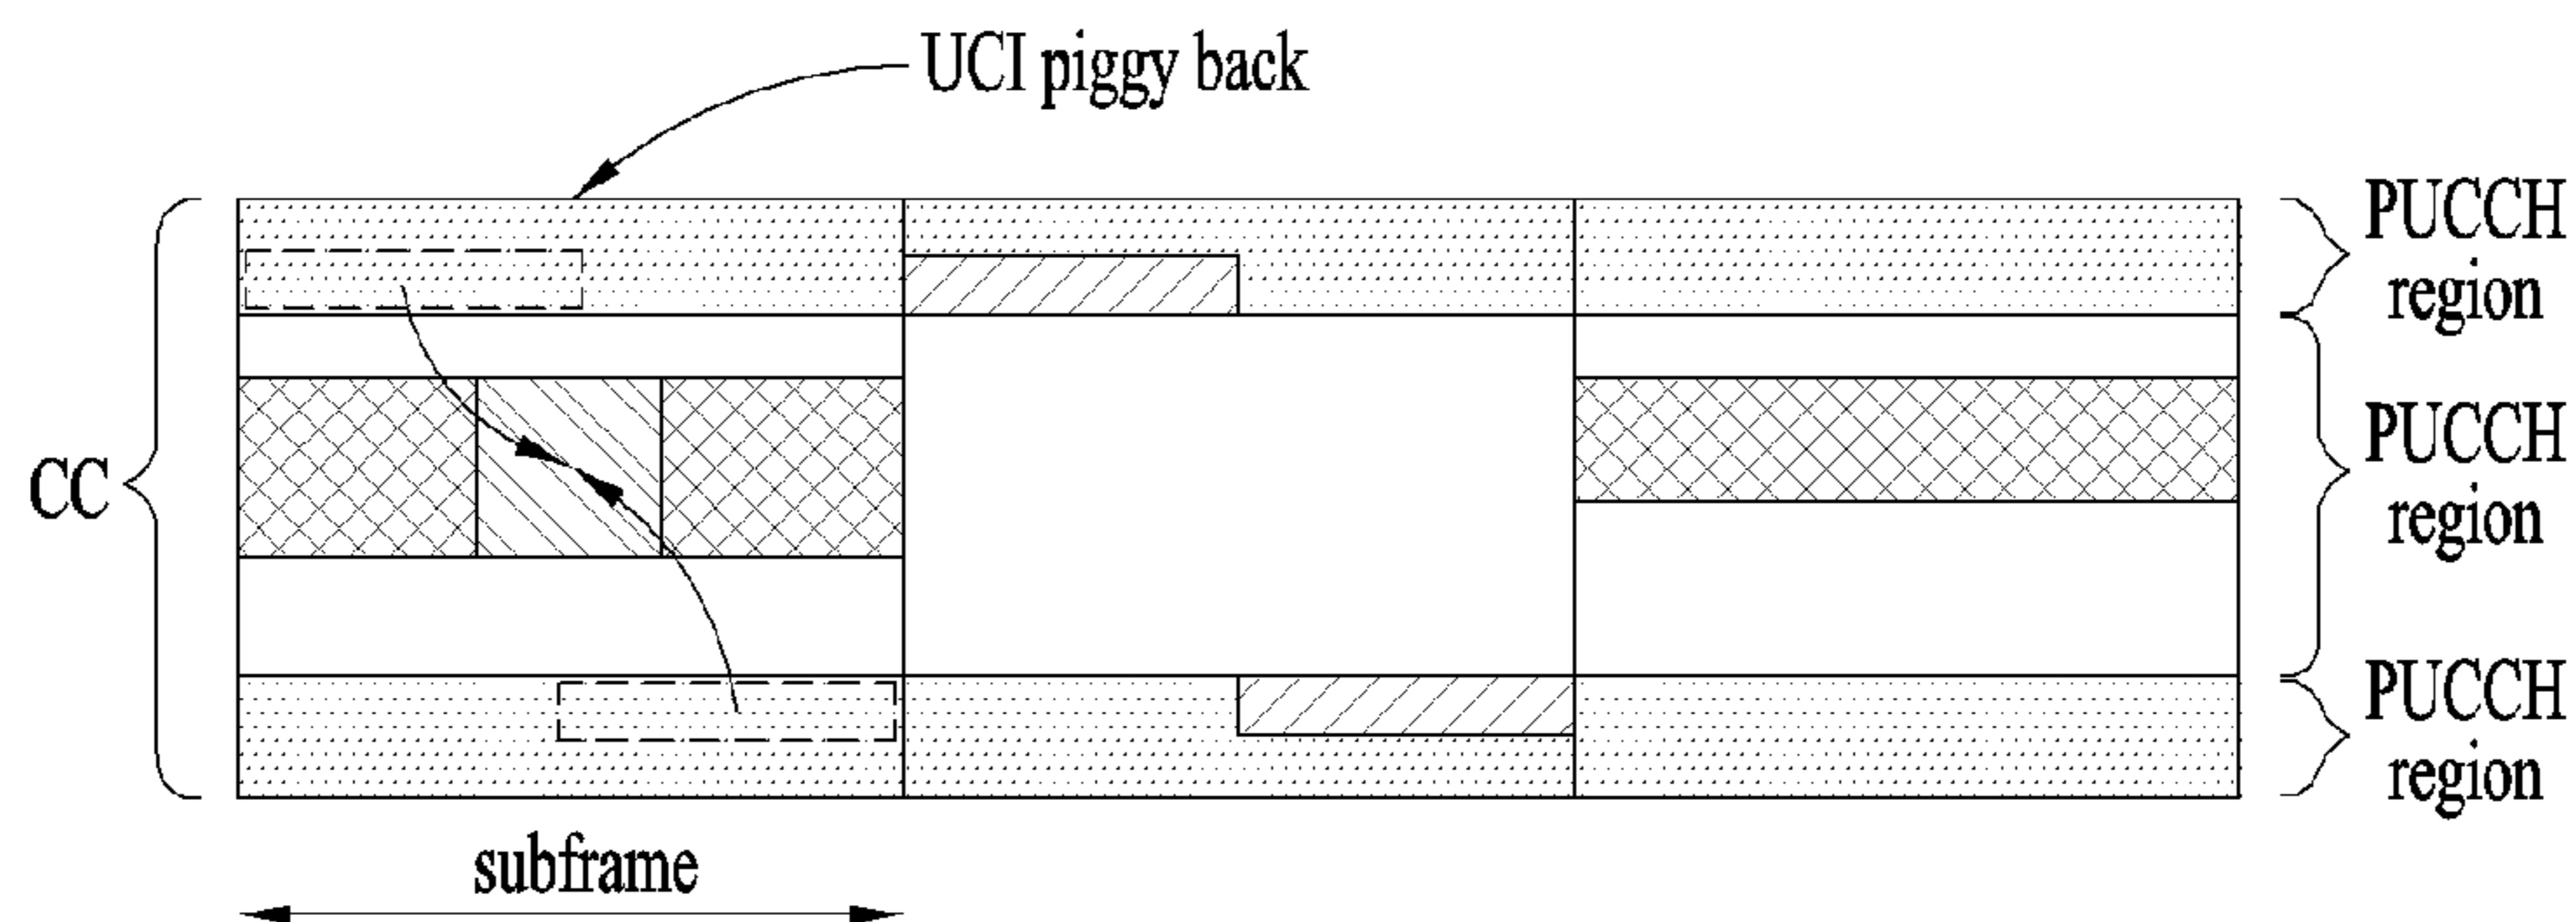 UCI piggy back
PUCCH
region
CC
PUCCH
region
PUCCH
region
subframe